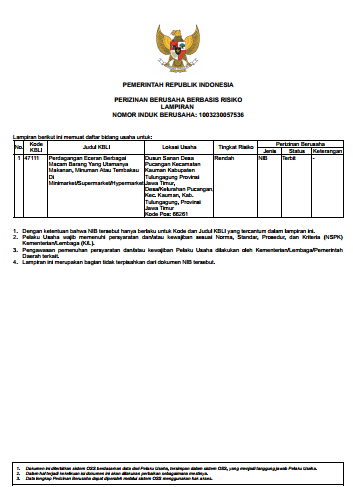 PEMERINTAH REPUBLIK INDONESIA
PERIZINAN BERUSAHA BERBASIS RISIKO
LAMPIRAN
NOMOR INDUK BERUSAHA: 1003230057536
Lampiran berikut ini memuat daftar bidang usaha untuk:
No. Kode KBLI Judul KBLI Lokasi Usaha Tingkat Risiko Perizinan Berusaha
Jenis Status Keterangan
1 47111 Perdagangan Eceran Berbagai Dusun Sanan Desa Rendah NIB Terbit -
Macam Barang Yang Utamanya Pucangan Kecamatan
Makanan, Minuman Atau Tembakau Kauman Kabupaten
Di Tulungagung Provinsi
Minimarket/Supermarket/Hypermarket Jawa Timur,
Desa/Kelurahan Pucangan,
Kec. Kauman, Kab.
Tulungagung, Provinsi
Jawa Timur
Kode Pos: 66261
1. Dengan ketentuan bahwa NIB tersebut hanya berlaku untuk Kode dan Judul KBLI yang tercantum dalam lampiran ini.
2. Pelaku Usaha wajib memenuhi persyaratan dan/atau kewajiban sesuai Norma, Standar, Prosedur, dan Kriteria (NSPK)
Kementerian/Lembaga (K/L).
3. Pengawasan pemenuhan persyaratan dan/atau kewajiban Pelaku Usaha dilakukan oleh Kementerian/Lembaga/Pemerintah
Daerah terkait.
4. Lampiran ini merupakan bagian tidak terpisahkan dari dokumen NIB tersebut.
1. Dokumen ini diterbitkan sistem OSS berdasarkan data dari Pelaku Usaha, tersimpan dalam sistem OSS, yang menjadi tanggung jawab Pelaku Usaha.
2. Dalam hal terjadi kekeliruan isi dokumen ini akan dilakukan perbaikan sebagaimana mestinya.
3. Data lengkap Perizinan Berusaha dapat diperoleh melalui sistem OSS menggunakan hak akses.